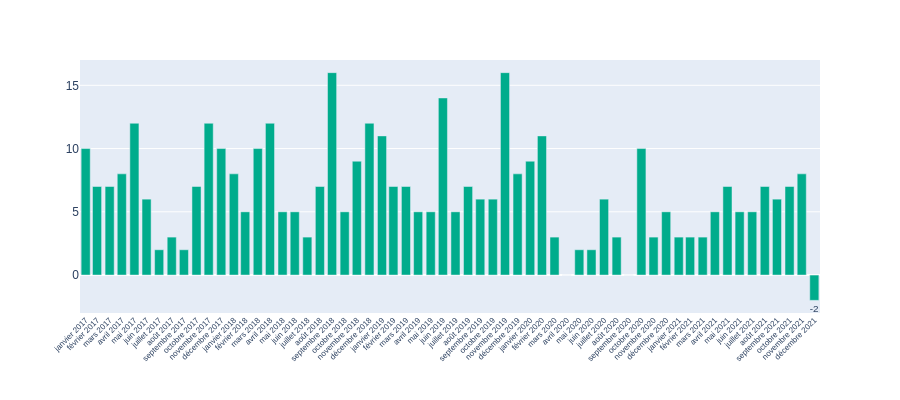 15
10
5
0
-2
janvier 2017
février 2017
mars 2017
avril 2017
mai 2017
juin 2017
juillet 2017
août 2017
septembre 2017
octobre 2017
novembre 2017
décembre 2017
janvier 2018
février 2018
mars 2018
avril 2018
mai 2018
juin 2018
juillet 2018
août 2018
septembre 2018
octobre 2018
novembre 2018
décembre 2018
janvier 2019
février 2019
mars 2019
avril 2019
mai 2019
juin 2019
juillet 2019
août 2019
septembre 2019
octobre 2019
novembre 2019
décembre 2019
janvier 2020
février 2020
mars 2020
avril 2020
mai 2020
juin 2020
juillet 2020
août 2020
septembre 2020
octobre 2020
novembre 2020
décembre 2020
janvier 2021
février 2021
mars 2021
avril 2021
mai 2021
juin 2021
juillet 2021
août 2021
septembre 2021
octobre 2021
novembre 2021
décembre 2021